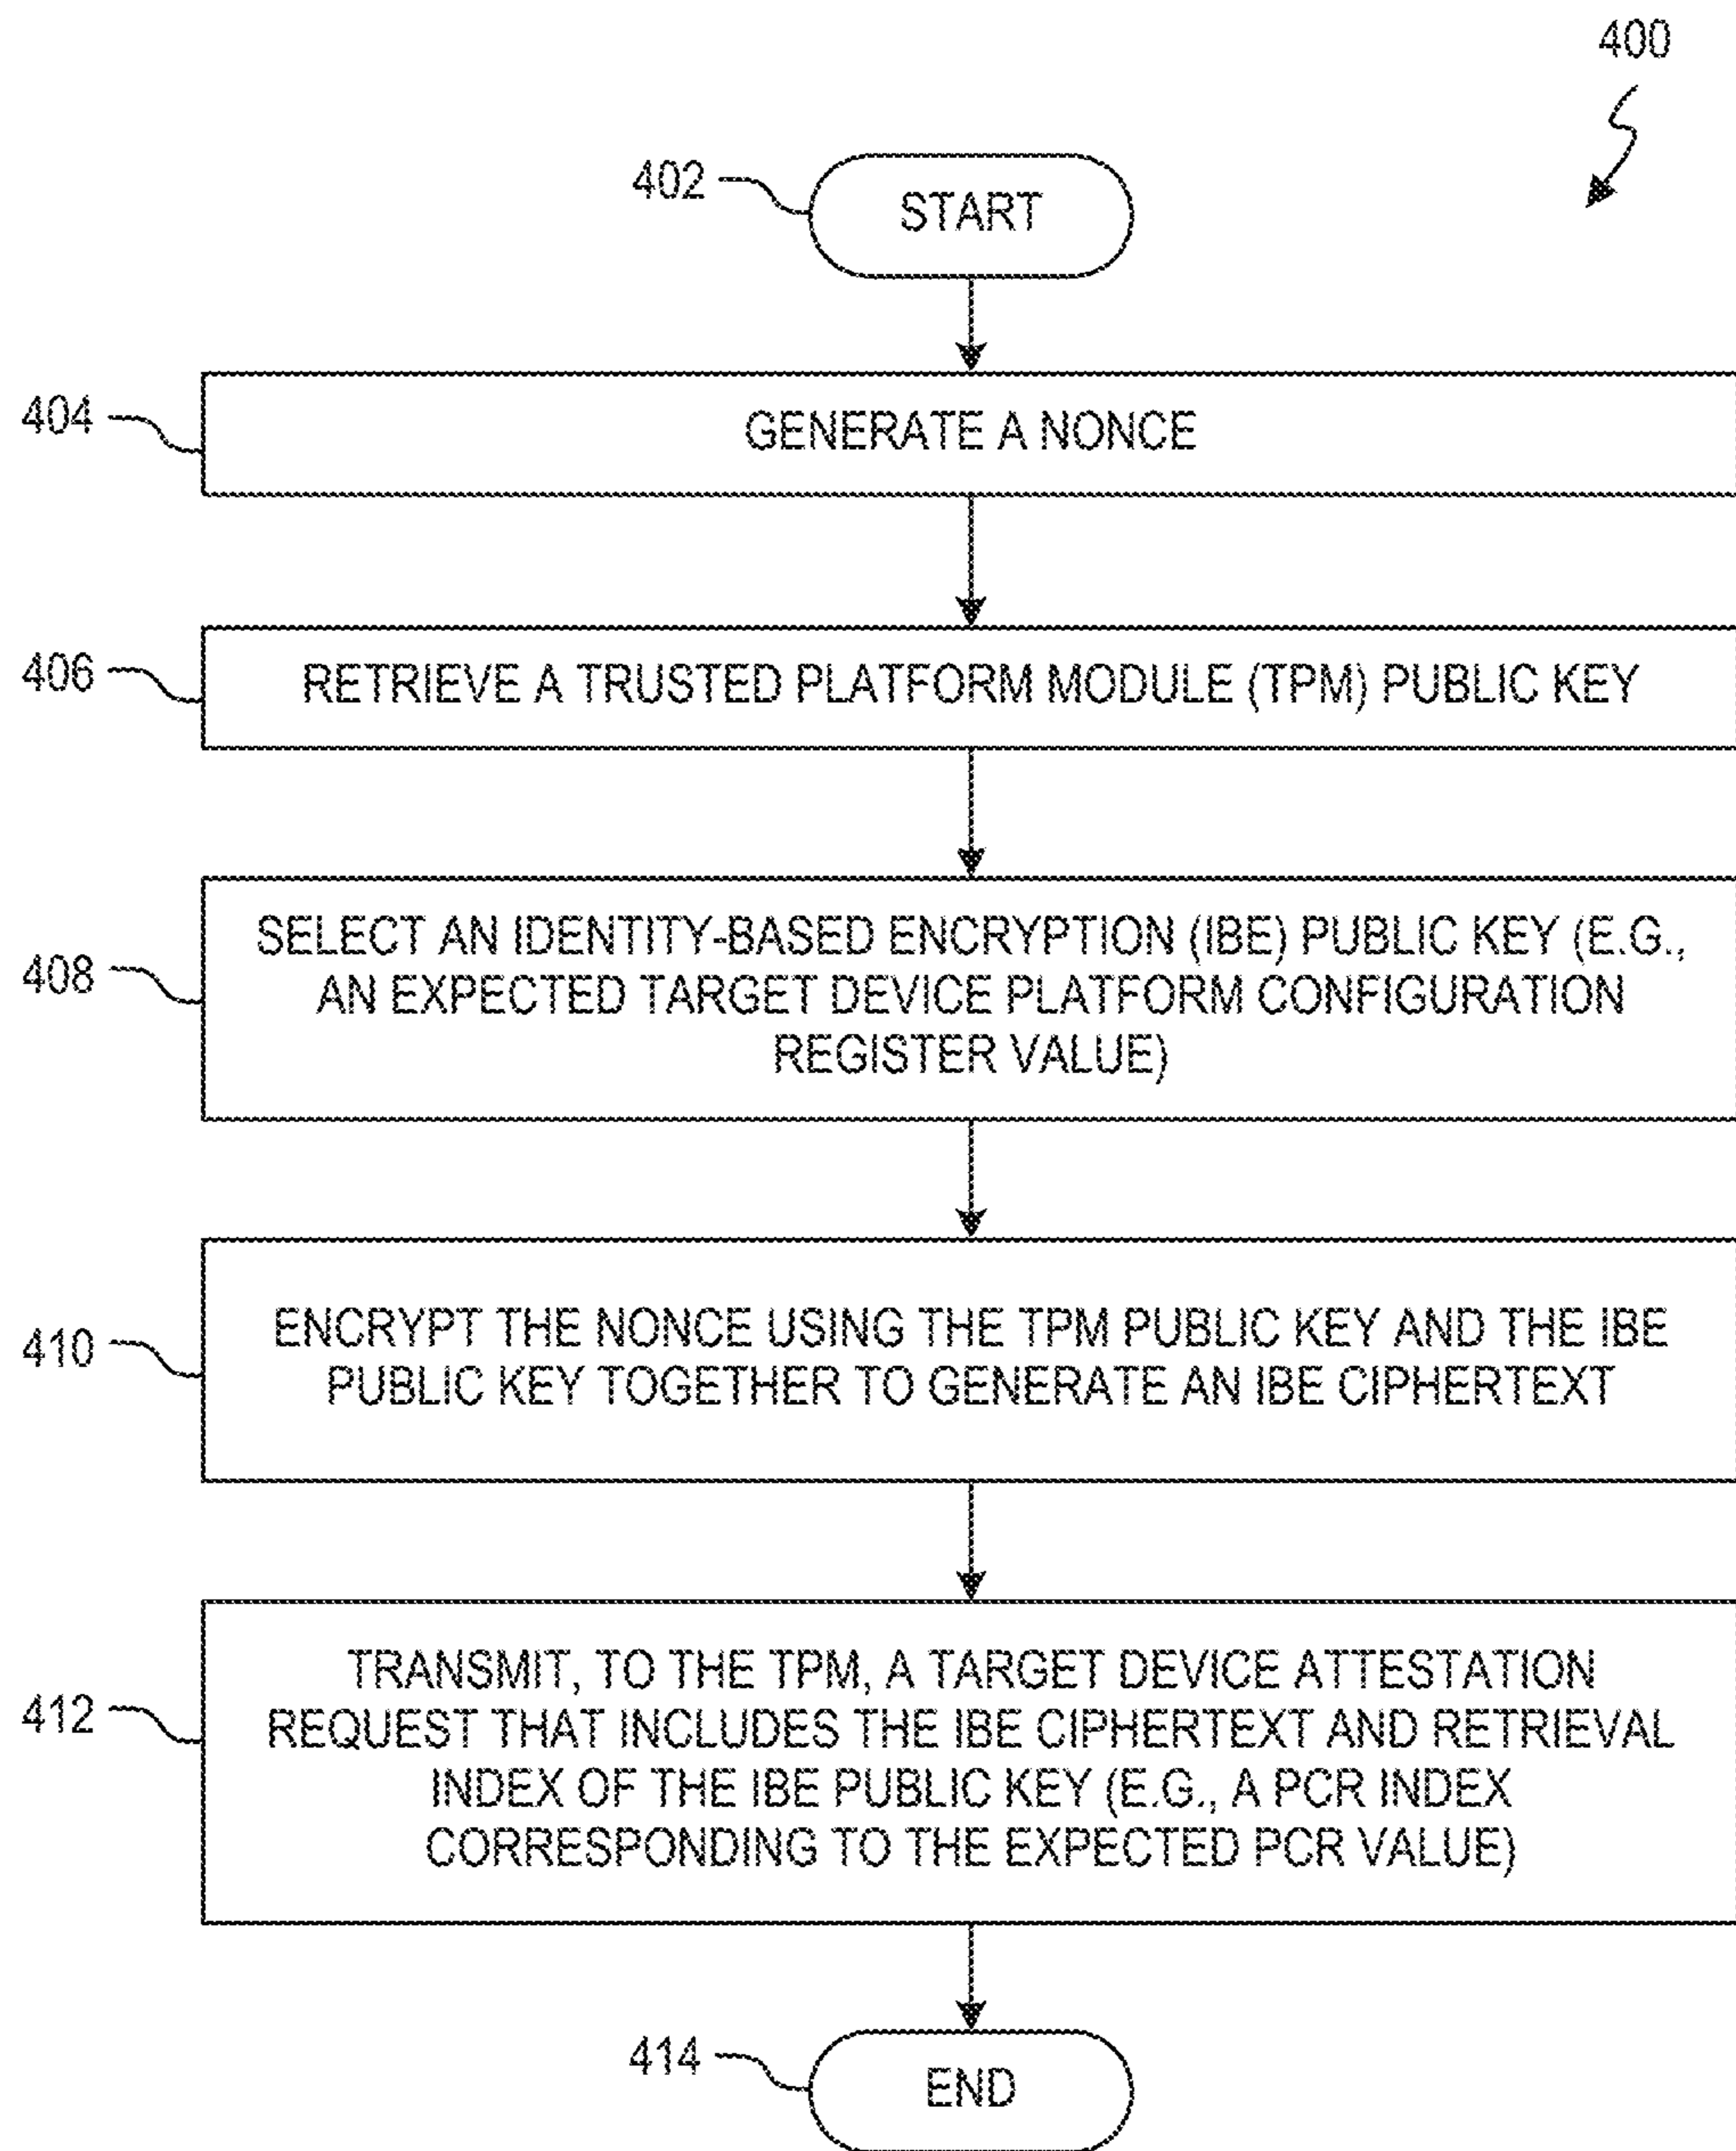 400
402
START
404
GENERATE A NONCE
406
RETRIEVE A TRUSTED PLATFORM MODULE (TPM) PUBLIC KEY
408
SELECT AN IDENTITY-BASED ENCRYPTION (IBE) PUBLIC KEY (E.G.,
AN EXPECTED TARGET DEVICE PLATFORM CONFIGURATION
REGISTER VALUE)
410
ENCRYPT THE NONCE USING THE TPM PUBLIC KEY AND THE IBE
PUBLIC KEY TOGETHER TO GENERATE AN IBE CIPHERTEXT
412
TRANSMIT, TO THE TPM, A TARGET DEVICE ATTESTATION
REQUEST THAT INCLUDES THE IBE CIPHERTEXT AND RETRIEVAL
INDEX OF THE IBE PUBLIC KEY (E.G., A PCR INDEX
CORRESPONDING TO THE EXPECTED PCR VALUE)
414
END